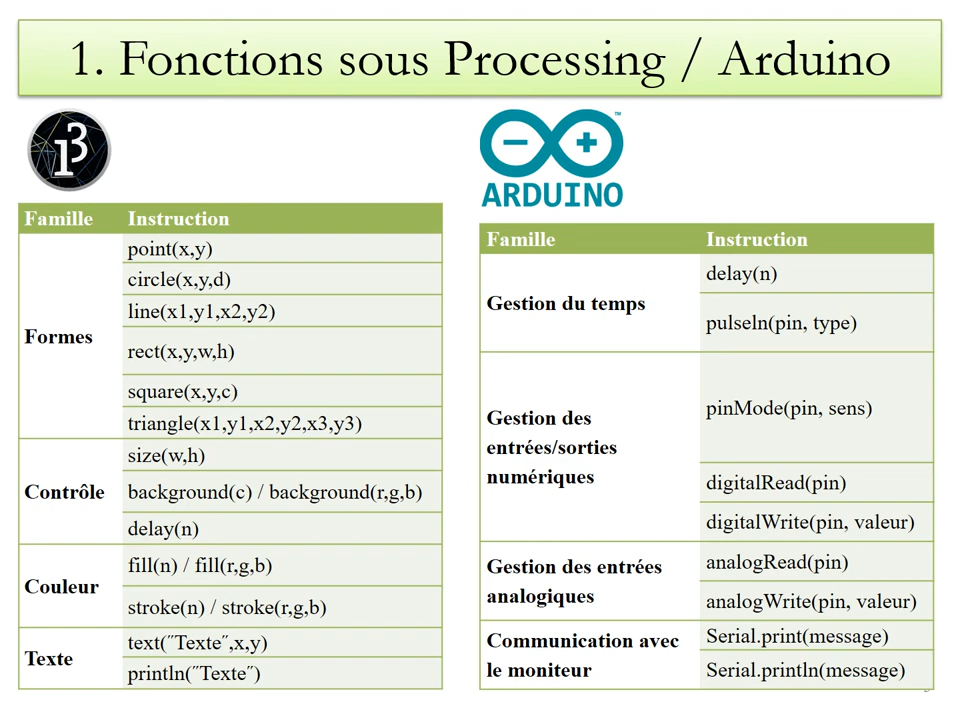 1. Fonctions sous Processing / Arduino
ARDUINO
™
Famille Instruction
Formes
point(x,y)
circle(x,y,d)
line(x1,y1,x2,y2)
rect(x,y,w,h)
square(x,y,c)
triangle(x1,y1,x2,y2,x3,y3)
Contrôle
size(w,h)
background(c) / background(r,g,b)
delay(n)
Couleur
fill(n) / fill(r,g,b)
stroke(n) / stroke(r,g,b)
Texte
text(˝Texte˝,x,y)
println(˝Texte˝)
Famille Instruction
Gestion du temps
delay(n)
pulseln(pin, type)
Gestion des
entrées/sorties
numériques
pinMode(pin, sens)
digitalRead(pin)
digitalWrite(pin, valeur)
Gestion des entrées
analogiques
analogRead(pin)
analogWrite(pin, valeur)
Communication avec
le moniteur
Serial.print(message)
Serial.println(message)